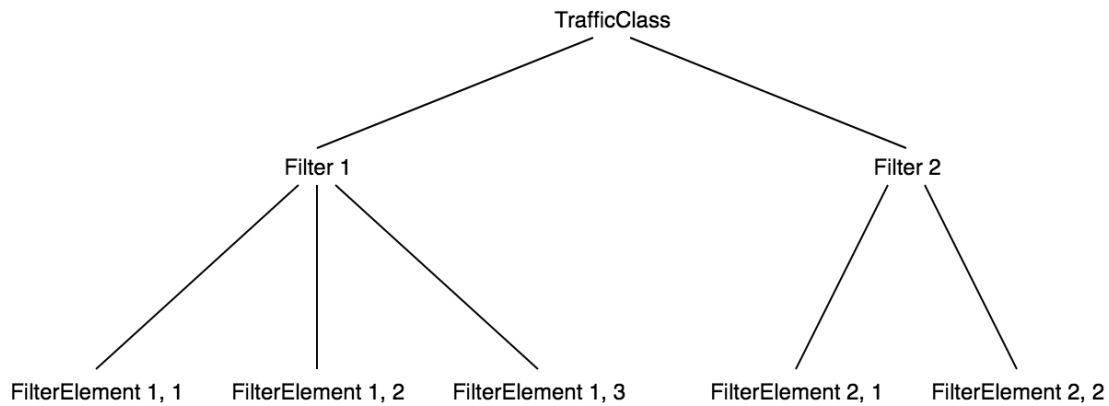 TrafficClass
Filter 1
Filter 2
FilterElement 1, 1
FilterElement 1, 2
FilterElement 1, 3
FilterElement 2, 1
FilterElement 2, 2